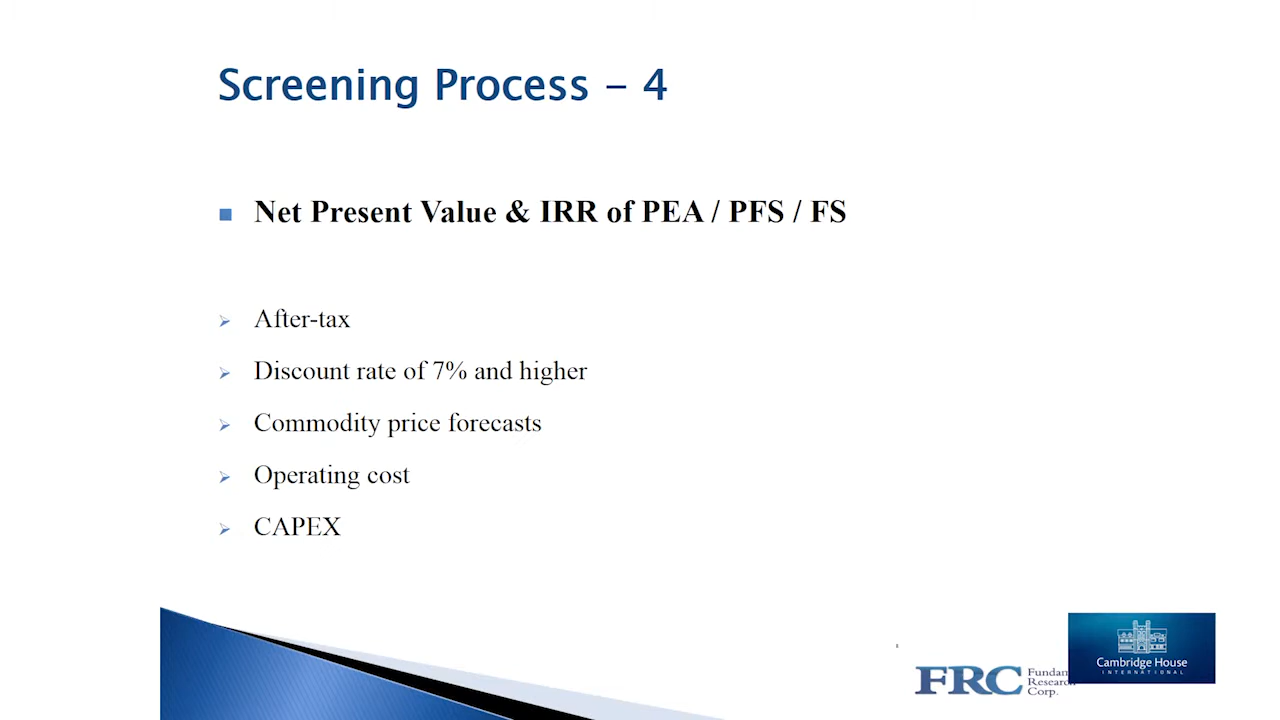 Screening Process - 4
Net Present Value & IRR of PEA / PFS / FS
After-tax
Discount rate of 7% and higher
Commodity price forecasts
Operating cost
CAPEX
FRC
Research
Corp.
Cambridge House
INTERNATIONAL